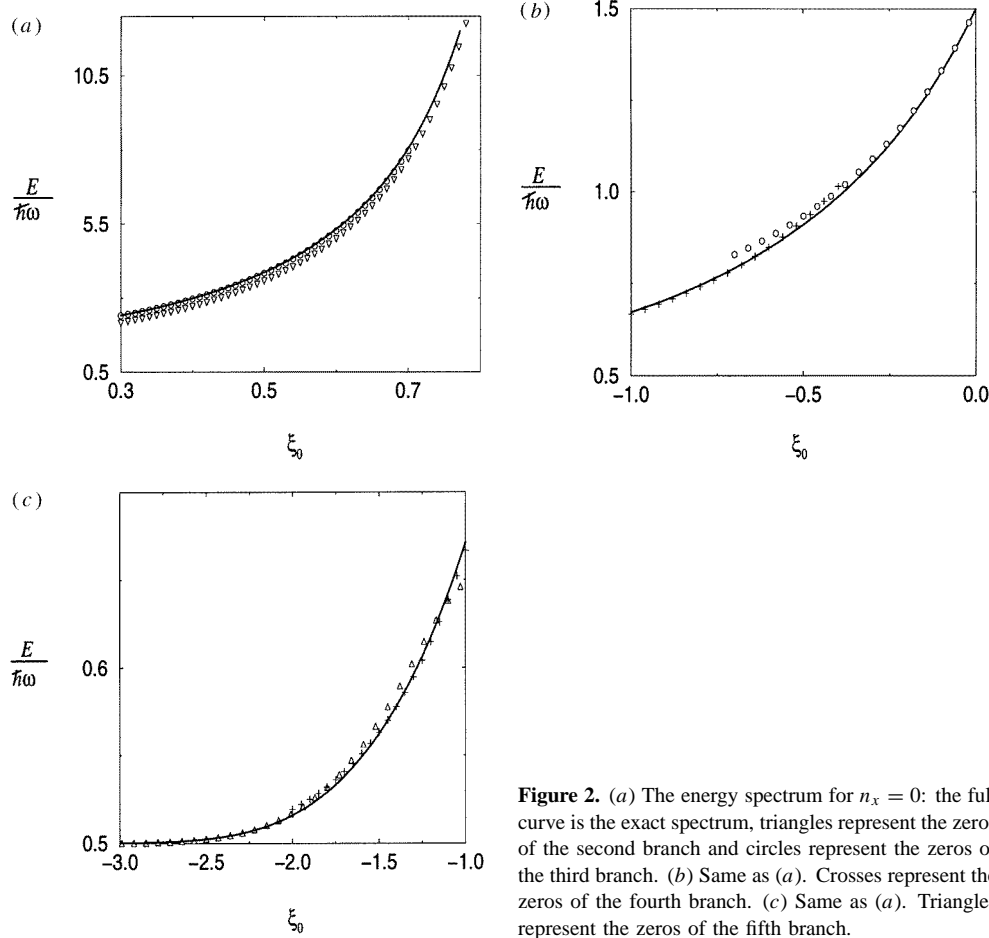 (a)
10.5
5.5
0.5
E
ħω
0.3
0.5
0.7
ξ₀
(b)
1.5
1.0
0.5
E
ħω
−1.0
−0.5
0.0
ξ₀
(c)
0.6
0.5
E
ħω
−3.0
−2.5
−2.0
−1.5
−1.0
ξ₀
Figure 2. (a) The energy spectrum for nₓ = 0: the ful
curve is the exact spectrum, triangles represent the zero
of the second branch and circles represent the zeros o
the third branch. (b) Same as (a). Crosses represent the
zeros of the fourth branch. (c) Same as (a). Triangle
represent the zeros of the fifth branch.